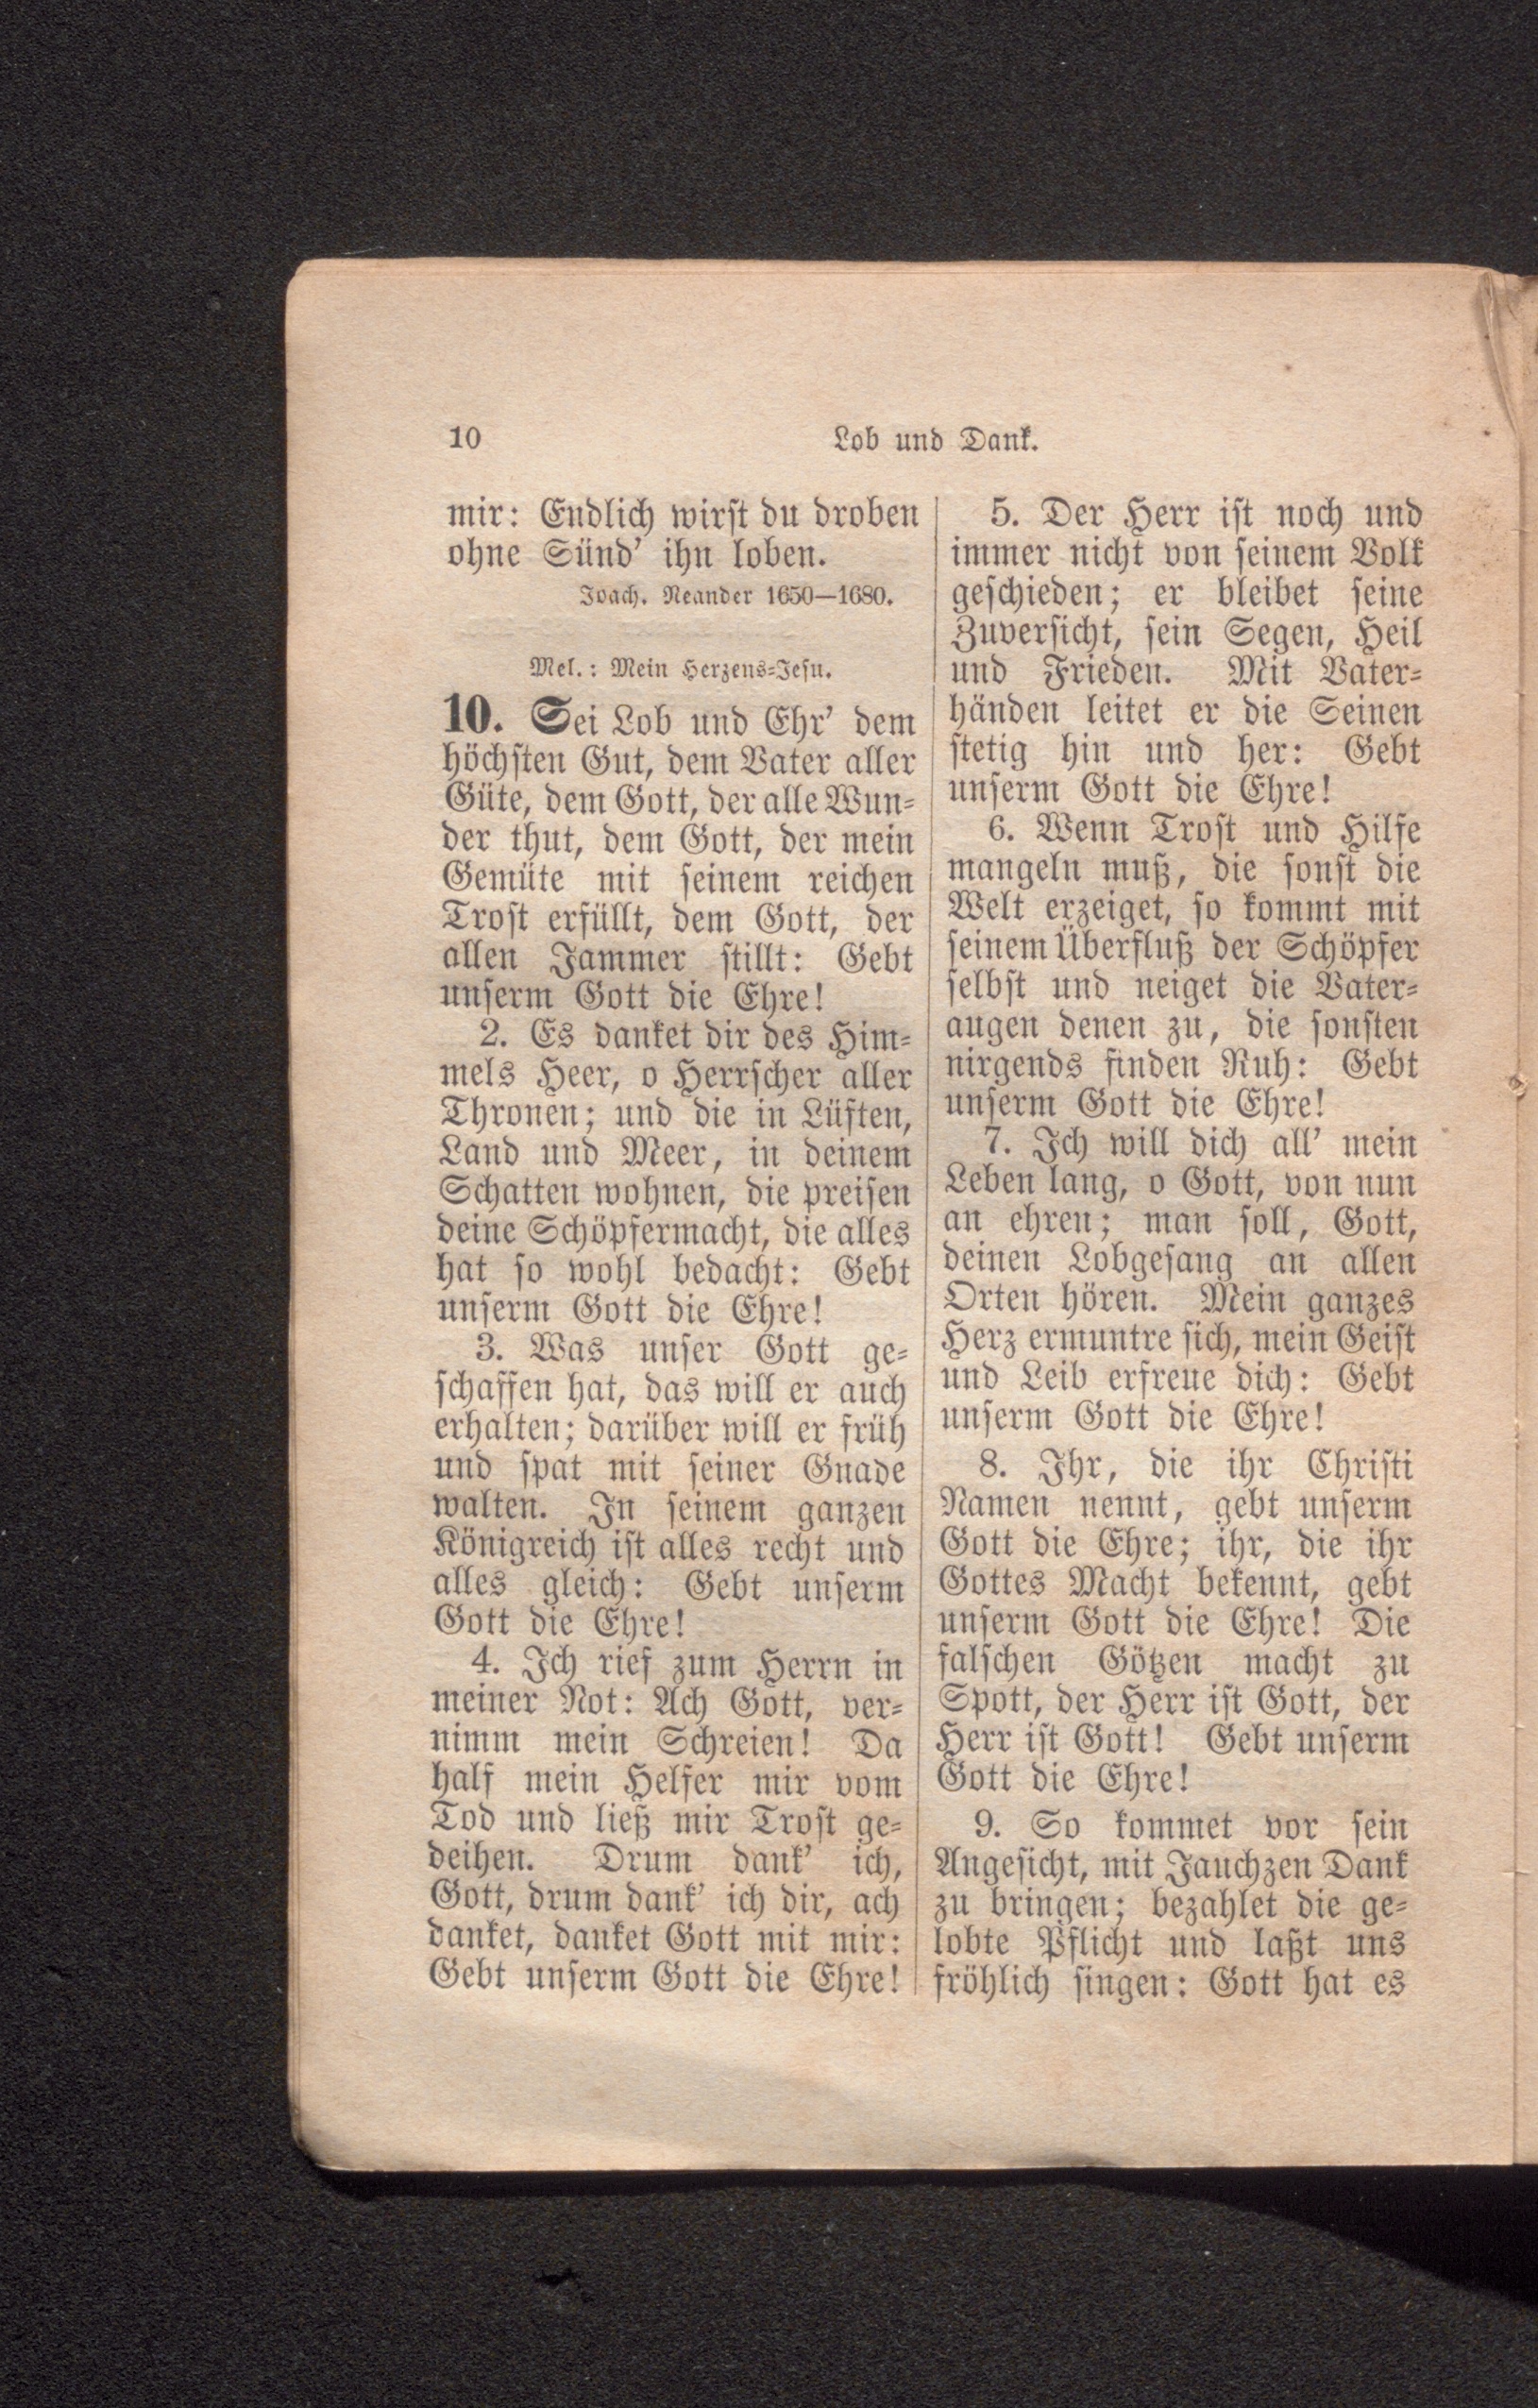 10
Lob und Dank.
mir: Endlich wirst du droben
ohne Sünd’ ihn loben.
Joach. Neander 1650—1680.
Mel.: Mein Herzens-Jesu.
10. Sei Lob und Ehr’ dem
höchsten Gut, dem Vater aller
Güte, dem Gott, der alle Wun-
der thut, dem Gott, der mein
Gemüte mit seinem reichen
Trost erfüllt, dem Gott, der
allen Jammer stillt: Gebt
unserm Gott die Ehre!
2. Es danket dir des Him-
mels Heer, o Herrscher aller
Thronen; und die in Lüften,
Land und Meer, in deinem
Schatten wohnen, die preisen
deine Schöpfermacht, die alles
hat so wohl bedacht: Gebt
unserm Gott die Ehre!
3. Was unser Gott ge-
schaffen hat, das will er auch
erhalten; darüber will er früh
und spat mit seiner Gnade
walten. In seinem ganzen
Königreich ist alles recht und
alles gleich: Gebt unserm
Gott die Ehre!
4. Ich rief zum Herrn in
meiner Not: Ach Gott, ver-
nimm mein Schreien! Da
half mein Helfer mir vom
Tod und ließ mir Trost ge-
deihen. Drum dank’ ich,
Gott, drum dank’ ich dir, ach
danket, danket Gott mit mir:
Gebt unserm Gott die Ehre!
5. Der Herr ist noch und
immer nicht von seinem Volk
geschieden; er bleibet seine
Zuversicht, sein Segen, Heil
und Frieden. Mit Vater-
händen leitet er die Seinen
stetig hin und her: Gebt
unserm Gott die Ehre!
6. Wenn Trost und Hilfe
mangeln muß, die sonst die
Welt erzeiget, so kommt mit
seinem Überfluß der Schöpfer
selbst und neiget die Vater-
augen denen zu, die sonsten
nirgends finden Ruh: Gebt
unserm Gott die Ehre!
7. Ich will dich all’ mein
Leben lang, o Gott, von nun
an ehren; man soll, Gott,
deinen Lobgesang an allen
Orten hören. Mein ganzes
Herz ermuntre sich, mein Geist
und Leib erfreue dich: Gebt
unserm Gott die Ehre!
8. Ihr, die ihr Christi
Namen nennt, gebt unserm
Gott die Ehre; ihr, die ihr
Gottes Macht bekennt, gebt
unserm Gott die Ehre! Die
falschen Götzen macht zu
Spott, der Herr ist Gott, der
Herr ist Gott! Gebt unserm
Gott die Ehre!
9. So kommet vor sein
Angesicht, mit Jauchzen Dank
zu bringen; bezahlet die ge-
lobte Pflicht und laßt uns
fröhlich singen: Gott hat es